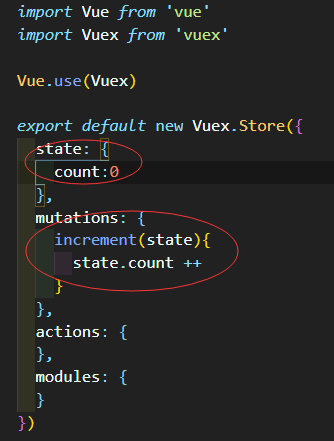 import Vue from 'vue'
import Vuex from 'vuex'
Vue.use(Vuex)
export default new Vuex.Store({
state: {
count:0
},
mutations: {
increment(state){
state.count ++
}
},
actions: {
},
modules: {
}
})